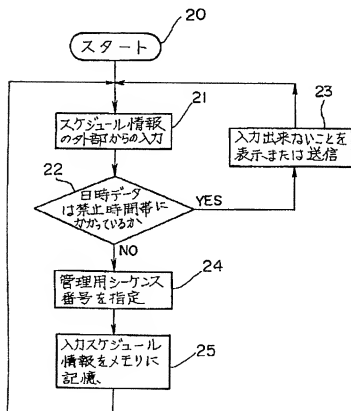 20
スタート
21
スケジュール情報
の外部からの入力
22
日時データ
は禁止時間帯に
かかっているか
YES
23
入力出来ないことを
表示または送信
NO
24
管理用シーケンス
番号を指定
25
入力スケジュール
情報をメモリに
記憶、